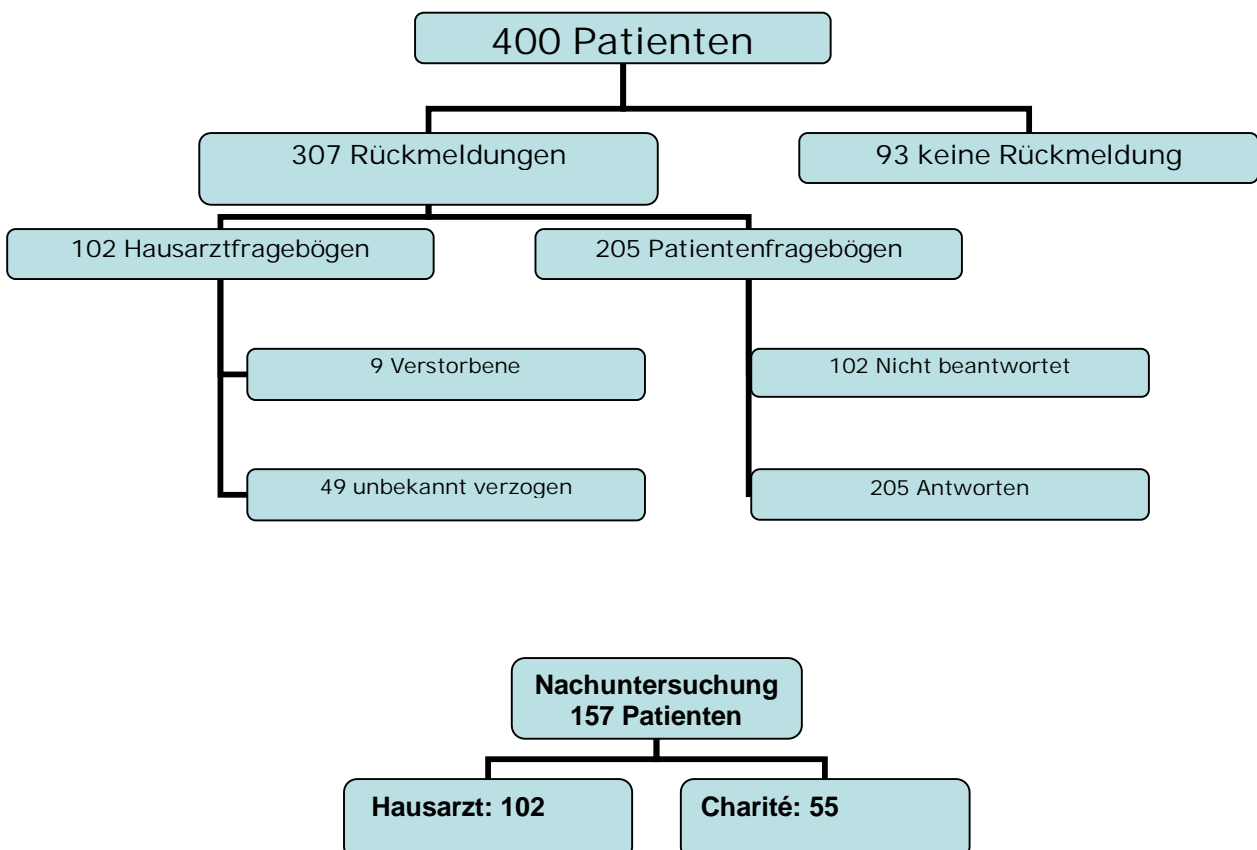 400 Patienten
307 Rückmeldungen
93 keine Rückmeldung
102 Hausarztfragebögen
205 Patientenfragebögen
9 Verstorbene
102 Nicht beantwortet
49 unbekannt verzogen
205 Antworten
Nachuntersuchung
157 Patienten
Hausarzt: 102
Charité: 55